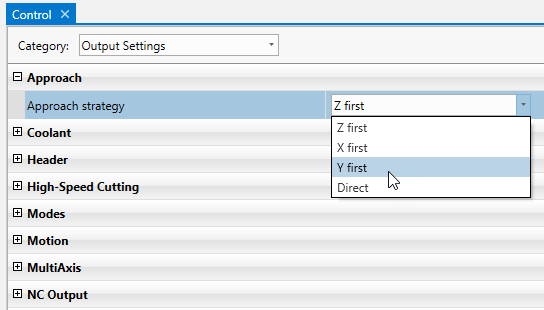 Control
Category: Output Settings
Approach
Approach strategy Z first
Z first
Coolant
X first
Header
Y first
High-Speed Cutting
Direct
Modes
Motion
MultiAxis
NC Output